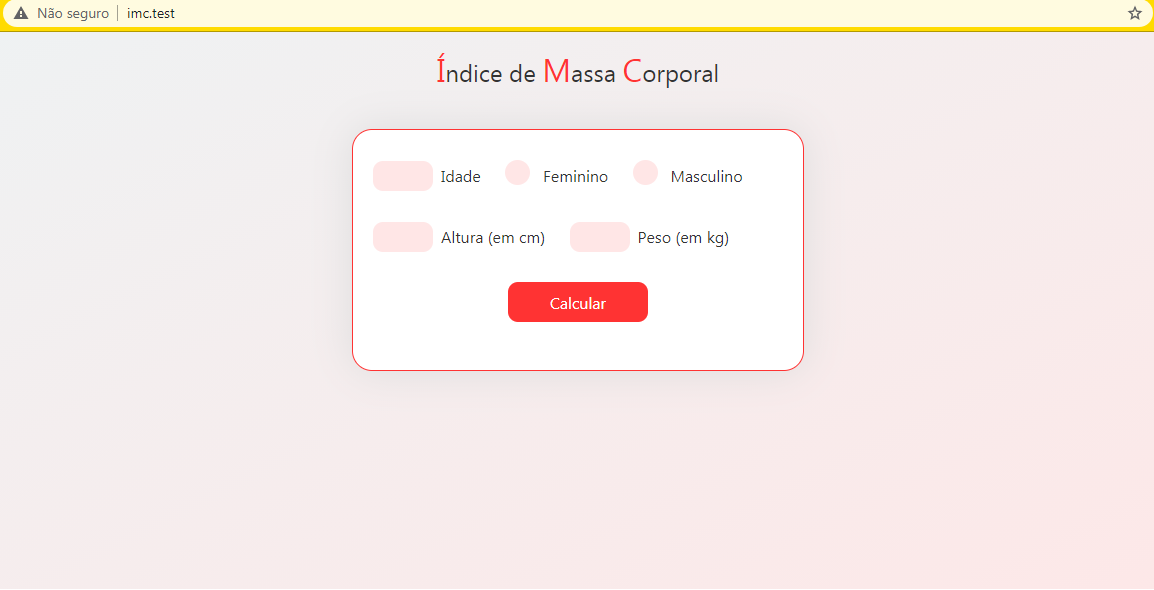 Não seguro imc.test
Índice de Massa Corporal
Idade Feminino Masculino
Altura (em cm) Peso (em kg)
Calcular